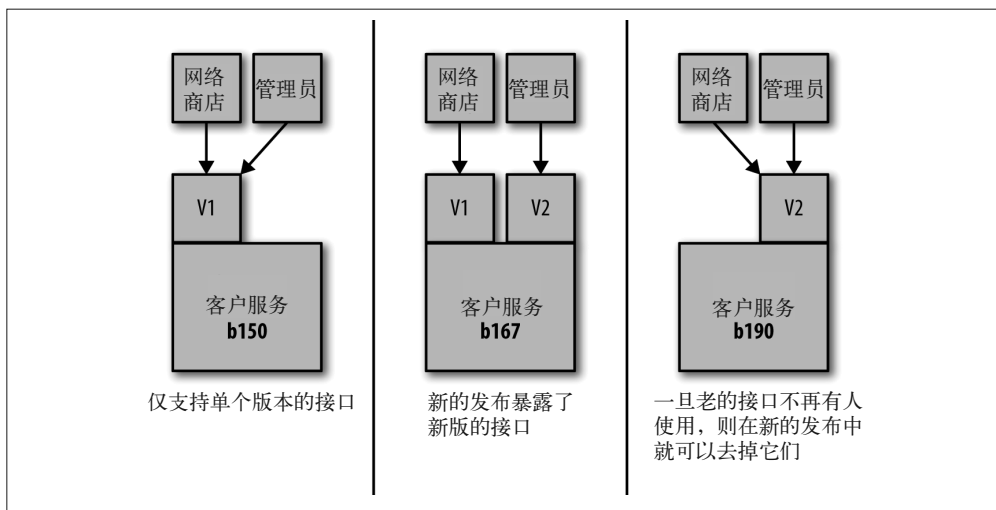 网络
商店
管理员
V1
客户服务
b150
仅支持单个版本的接口
网络
商店
管理员
V1
V2
客户服务
b167
新的发布暴露了
新版的接口
网络
商店
管理员
V2
客户服务
b190
一旦老的接口不再有人
使用，则在新的发布中
就可以去掉它们